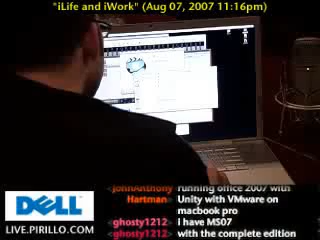 "iLife and iWork" (Aug 07, 2007 11:16pm)
<johnAnthony> running office 2007 with
Hartman> Unity with VMware on
macbook pro
ghosty1212> i have MS07
ghosty1212> with the complete edition
DELL
LIVE.PIRILLO.COM